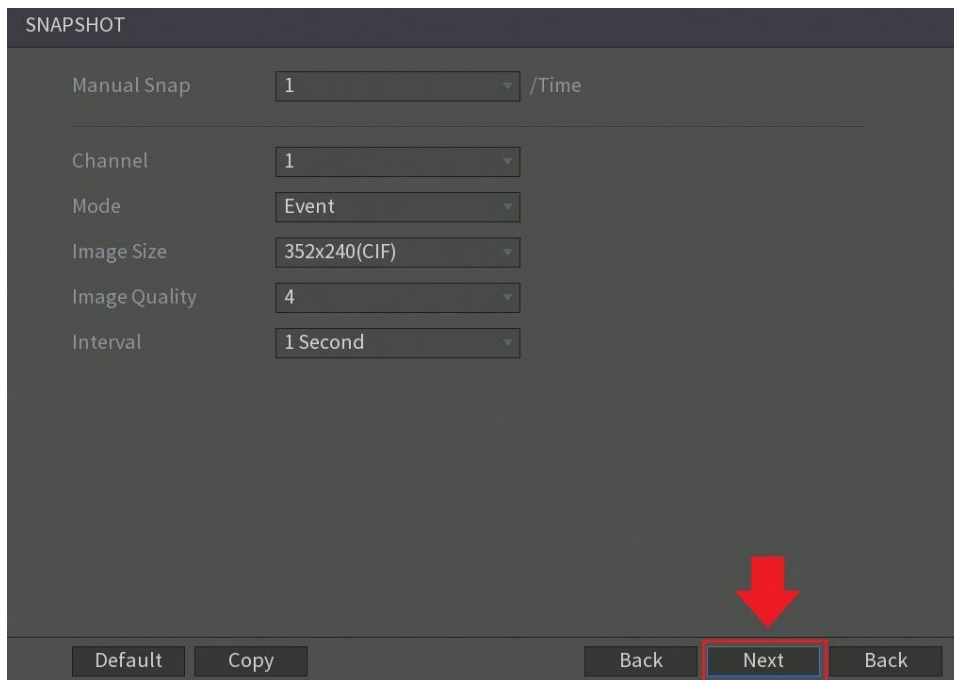 SNAPSHOT
Manual Snap 1 /Time
Channel 1
Mode Event
Image Size 352x240(CIF)
Image Quality 4
Interval 1 Second
Default Copy Back Next Back